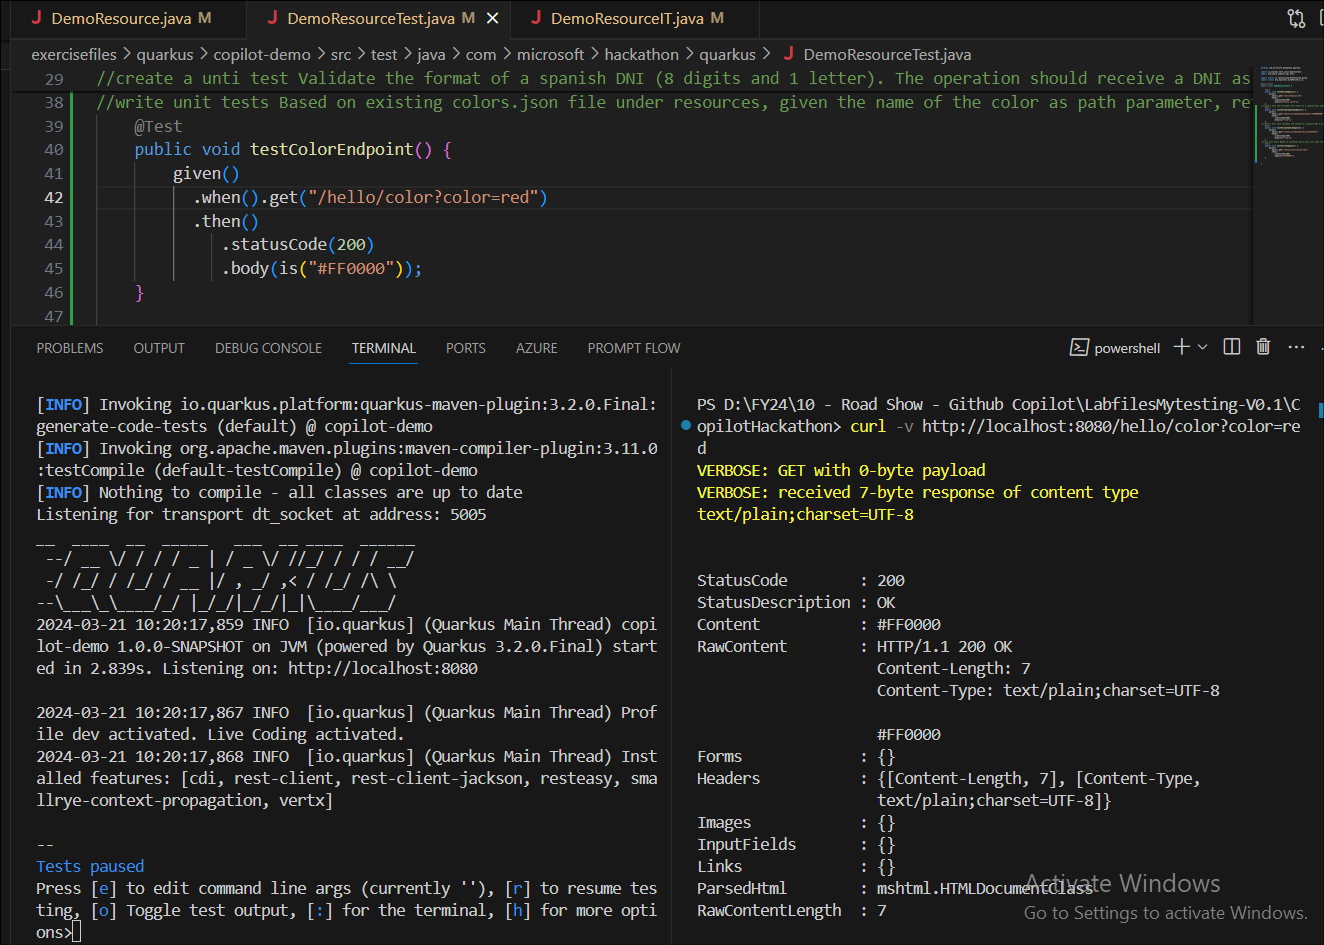 DemoResource.java M
DemoResourceTest.java M
DemoResourceIT.java M
exercisefiles > quarkus > copilot-demo > src > test > java > com > microsoft > hackathon > quarkus > DemoResourceTest.java
29 //create a unti test Validate the format of a spanish DNI (8 digits and 1 letter). The operation should receive a DNI as
38 //write unit tests Based on existing colors.json file under resources, given the name of the color as path parameter, re
39 @Test
40 public void testColorEndpoint() {
41 given()
42 .when().get("/hello/color?color=red")
43 .then()
44 .statusCode(200)
45 .body(is("#FF0000"));
46 }
47
PROBLEMS OUTPUT DEBUG CONSOLE TERMINAL PORTS AZURE PROMPT FLOW
powershell
[INFO] Invoking io.quarkus.platform:quarkus-maven-plugin:3.2.0.Final:
generate-code-tests (default) @ copilot-demo
[INFO] Invoking org.apache.maven.plugins:maven-compiler-plugin:3.11.0
:testCompile (default-testCompile) @ copilot-demo
[INFO] Nothing to compile - all classes are up to date
Listening for transport dt_socket at address: 5005
__  ____  __  _____   ___  __ ____  ______
 --/ __ \/ / / / _ | / _ \/ //_/ / / / __/
 -/ /_/ / /_/ / __ |/ , _/ ,< / /_/ /\ \
--\___\_\____/_/ |_/_/|_/_/|_|\____/___/
2024-03-21 10:20:17,859 INFO  [io.quarkus] (Quarkus Main Thread) copi
lot-demo 1.0.0-SNAPSHOT on JVM (powered by Quarkus 3.2.0.Final) start
ed in 2.839s. Listening on: http://localhost:8080
2024-03-21 10:20:17,867 INFO  [io.quarkus] (Quarkus Main Thread) Prof
ile dev activated. Live Coding activated.
2024-03-21 10:20:17,868 INFO  [io.quarkus] (Quarkus Main Thread) Inst
alled features: [cdi, rest-client, rest-client-jackson, resteasy, sma
llrye-context-propagation, vertx]
--
Tests paused
Press [e] to edit command line args (currently ''), [r] to resume tes
ting, [o] Toggle test output, [:] for the terminal, [h] for more opti
ons>
PS D:\FY24\10 - Road Show - Github Copilot\LabfilesMytesting-V0.1\C
opilotHackathon> curl -v http://localhost:8080/hello/color?color=re
d
VERBOSE: GET with 0-byte payload
VERBOSE: received 7-byte response of content type
text/plain;charset=UTF-8
StatusCode : 200
StatusDescription : OK
Content : #FF0000
RawContent : HTTP/1.1 200 OK
Content-Length: 7
Content-Type: text/plain;charset=UTF-8
#FF0000
Forms : {}
Headers : {[Content-Length, 7], [Content-Type,
text/plain;charset=UTF-8]}
Images : {}
InputFields : {}
Links : {}
ParsedHtml : mshtml.HTMLDocumentClass
RawContentLength : 7
Activate Windows
Go to Settings to activate Windows.